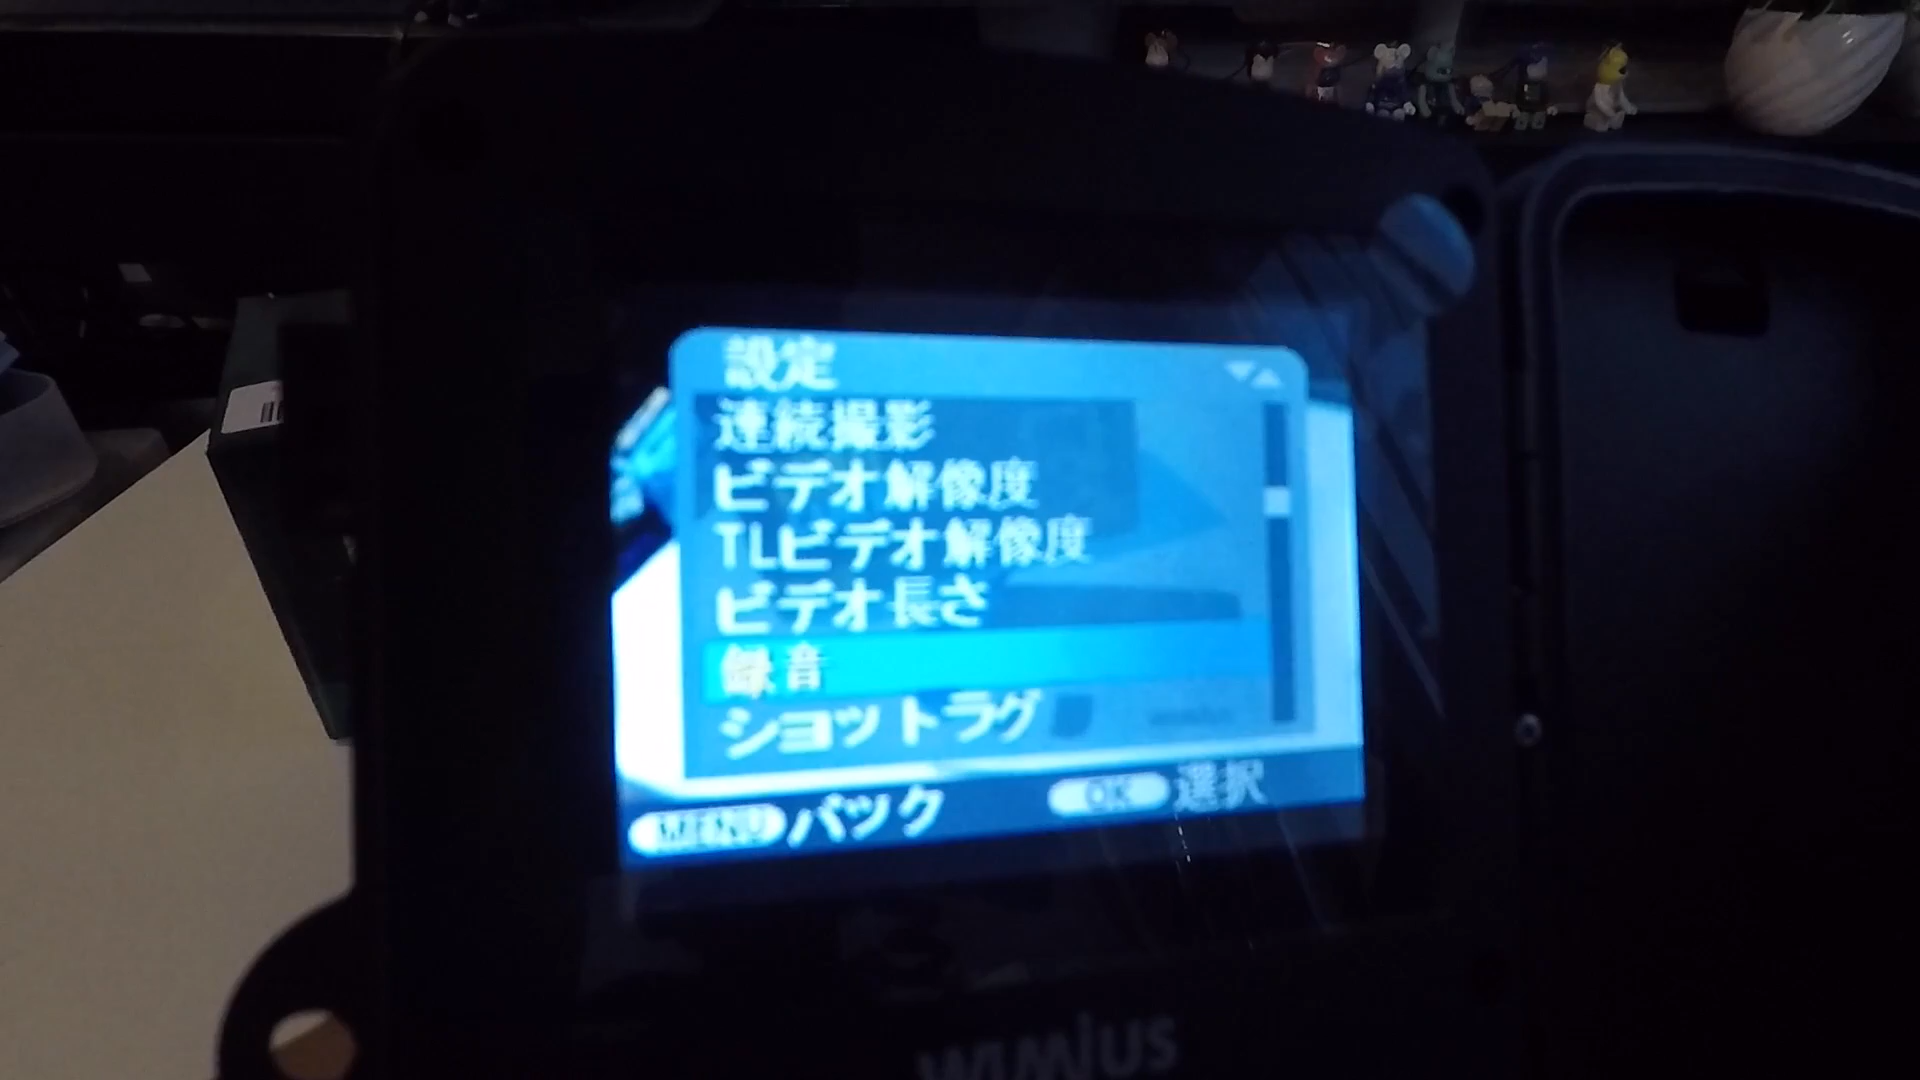 設定
連続撮影
ビデオ解像度
TLビデオ解像度
ビデオ長さ
録音
ショットラグ
MENU バック OK 選択
WiMiUS